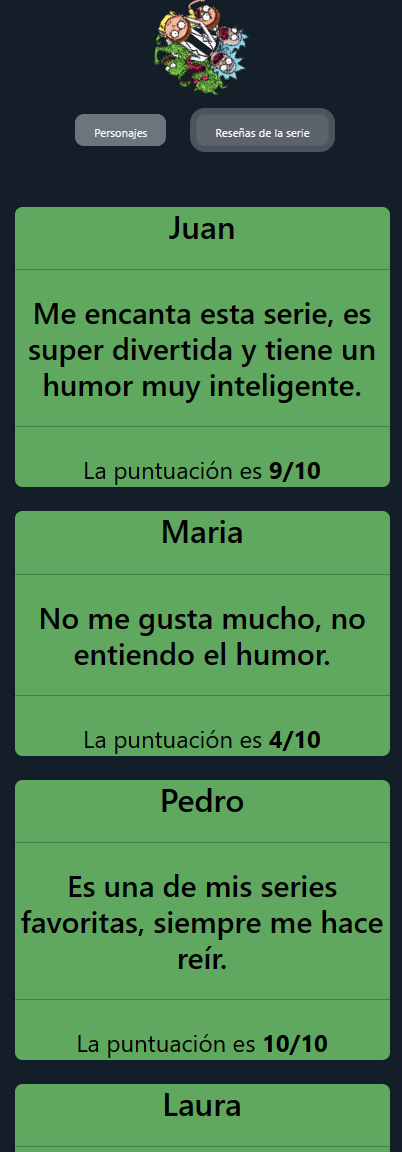 Personajes
Reseñas de la serie
Juan
Me encanta esta serie, es
super divertida y tiene un
humor muy inteligente.
La puntuación es 9/10
Maria
No me gusta mucho, no
entiendo el humor.
La puntuación es 4/10
Pedro
Es una de mis series
favoritas, siempre me hace
reír.
La puntuación es 10/10
Laura